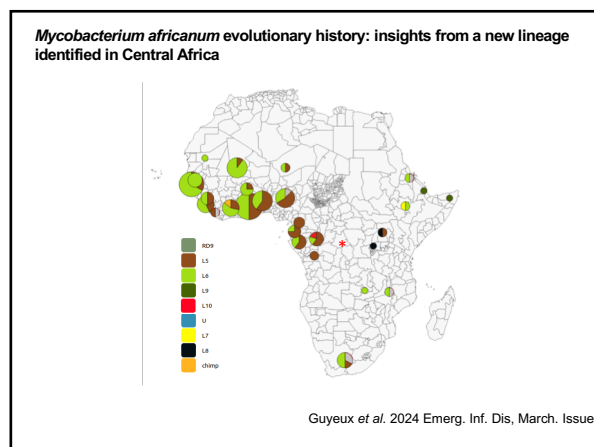 Mycobacterium africanum evolutionary history: insights from a new lineage
identified in Central Africa
RD9
L5
L6
L9
L10
U
L7
L8
chimp
*
Guyeux et al. 2024 Emerg. Inf. Dis, March. Issue